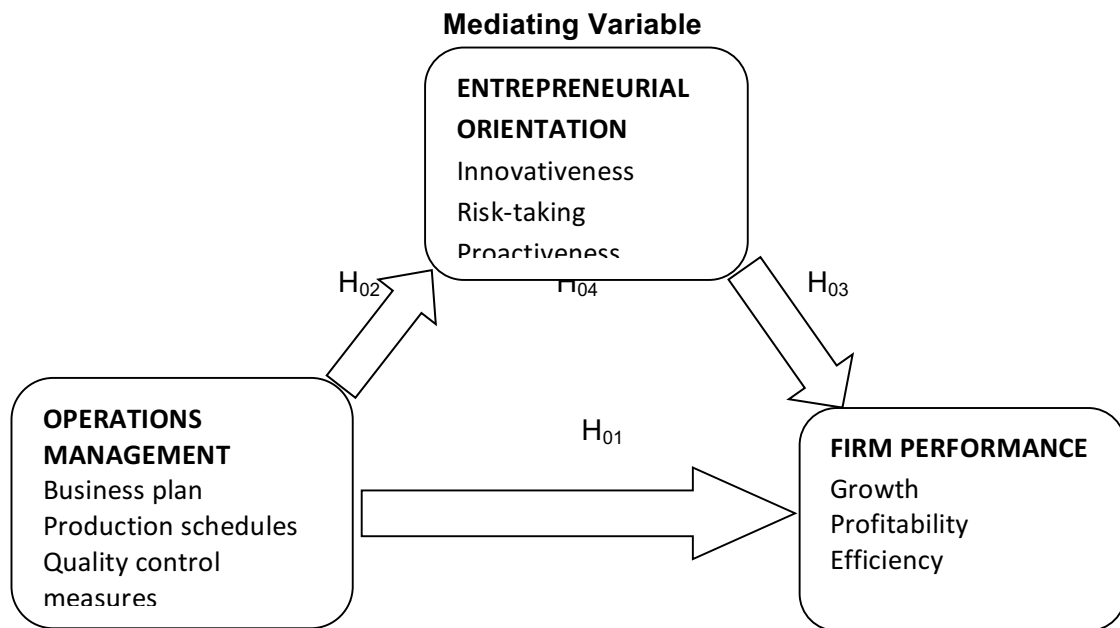 Mediating Variable
ENTREPRENEURIAL
ORIENTATION
Innovativeness
Risk-taking
Proactiveness
H02
H04
H03
OPERATIONS
MANAGEMENT
Business plan
Production schedules
Quality control
measures
H01
FIRM PERFORMANCE
Growth
Profitability
Efficiency